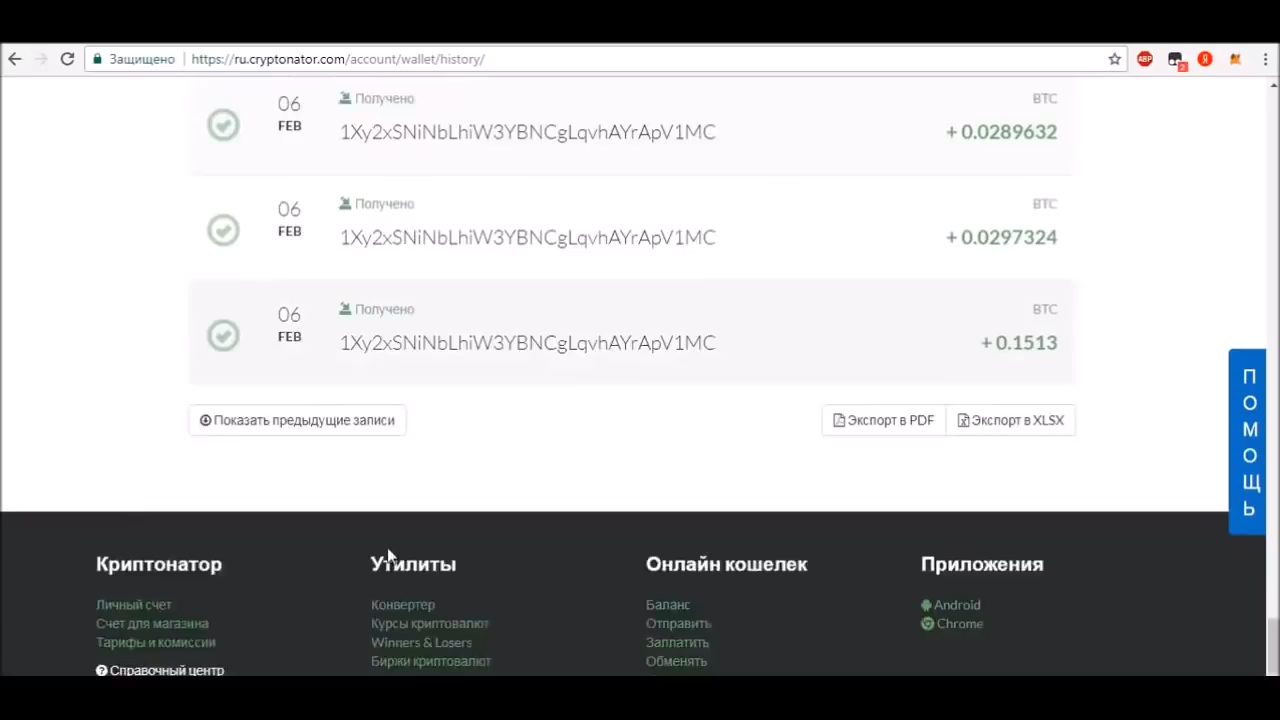 Защищено https://ru.cryptonator.com/account/wallet/history/
ABP 2 Я
06 FEB
Получено BTC
1Xy2xSNiNbLhiW3YBNCgLqvhAYrApV1MC + 0.0289632
06 FEB
Получено BTC
1Xy2xSNiNbLhiW3YBNCgLqvhAYrApV1MC + 0.0297324
06 FEB
Получено BTC
1Xy2xSNiNbLhiW3YBNCgLqvhAYrApV1MC + 0.1513
Показать предыдущие записи Экспорт в PDF Экспорт в XLSX
ПОМОЩЬ
Криптонатор
Личный счет
Счет для магазина
Тарифы и комиссии
Справочный центр
Утилиты
Конвертер
Курсы криптовалют
Winners & Losers
Биржи криптовалют
Онлайн кошелек
Баланс
Отправить
Заплатить
Обменять
Приложения
Android
Chrome